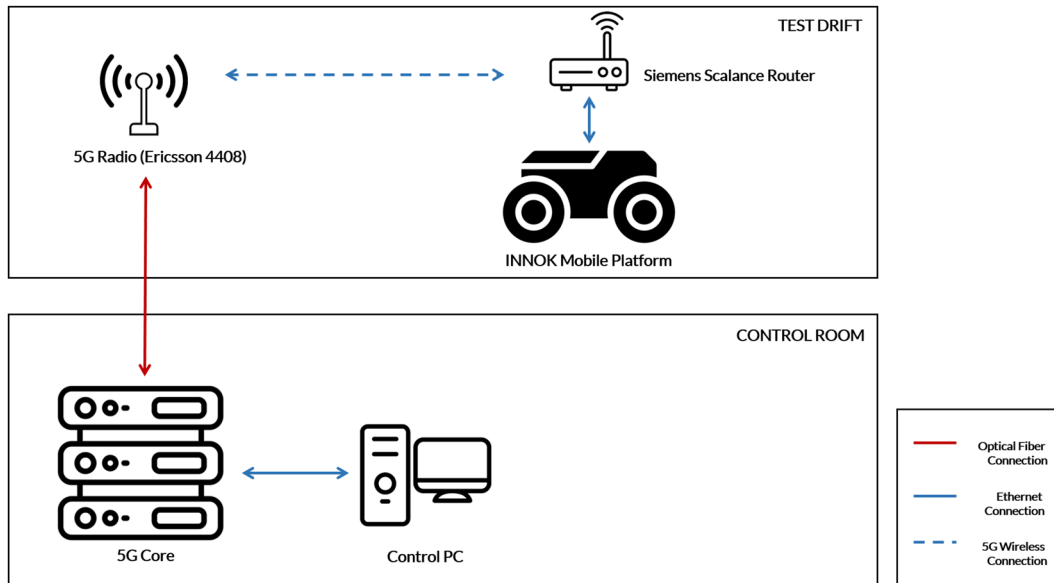 TEST DRIFT
Siemens Scalance Router
5G Radio (Ericsson 4408)
INNOK Mobile Platform
CONTROL ROOM
5G Core
Control PC
Optical Fiber
Connection
Ethernet
Connection
5G Wireless
Connection